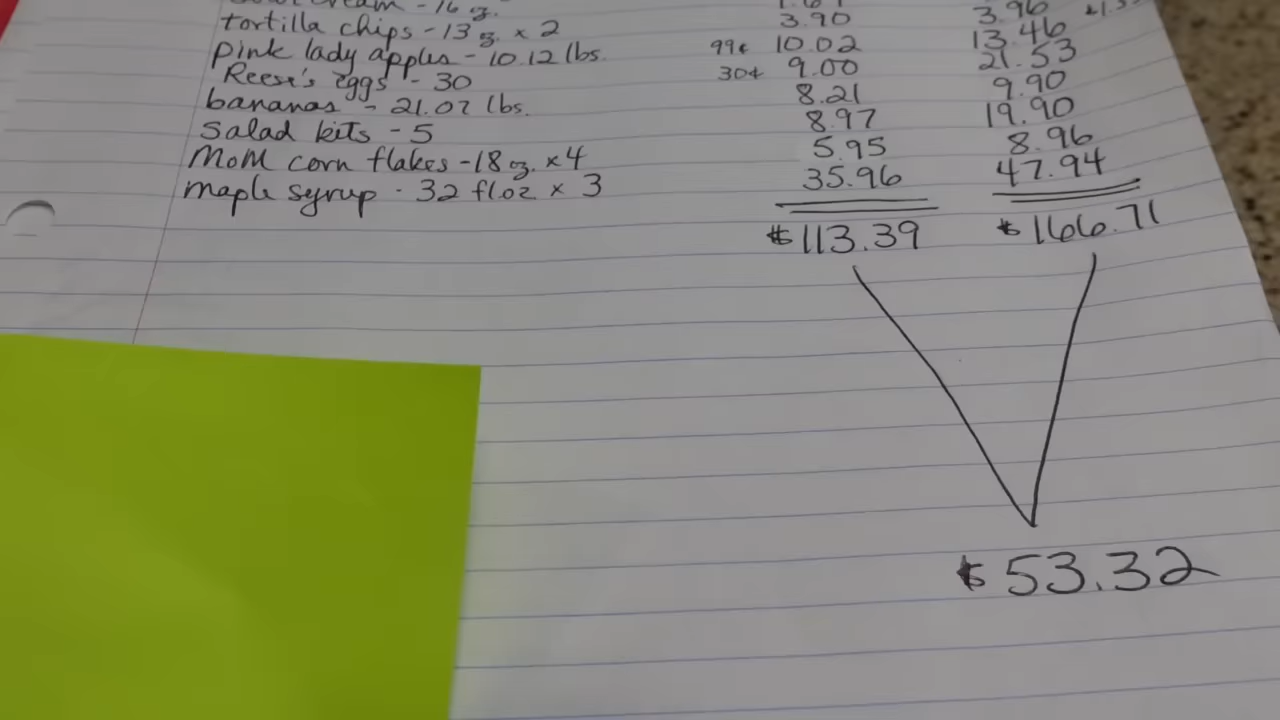 cream - 16 oz.
tortilla chips - 13 oz. x 2 3.90 3.96
pink lady apples - 10.12 lbs. 99¢ 10.02 13.46
Reese's eggs - 30 30¢ 9.00 21.53
bananas - 21.07 lbs. 8.21 9.90
salad kits - 5 8.97 19.90
MoM corn flakes - 18 oz. x 4 5.95 8.96
maple syrup - 32 fl oz x 3 35.96 47.94
$113.39 $166.71
$53.32